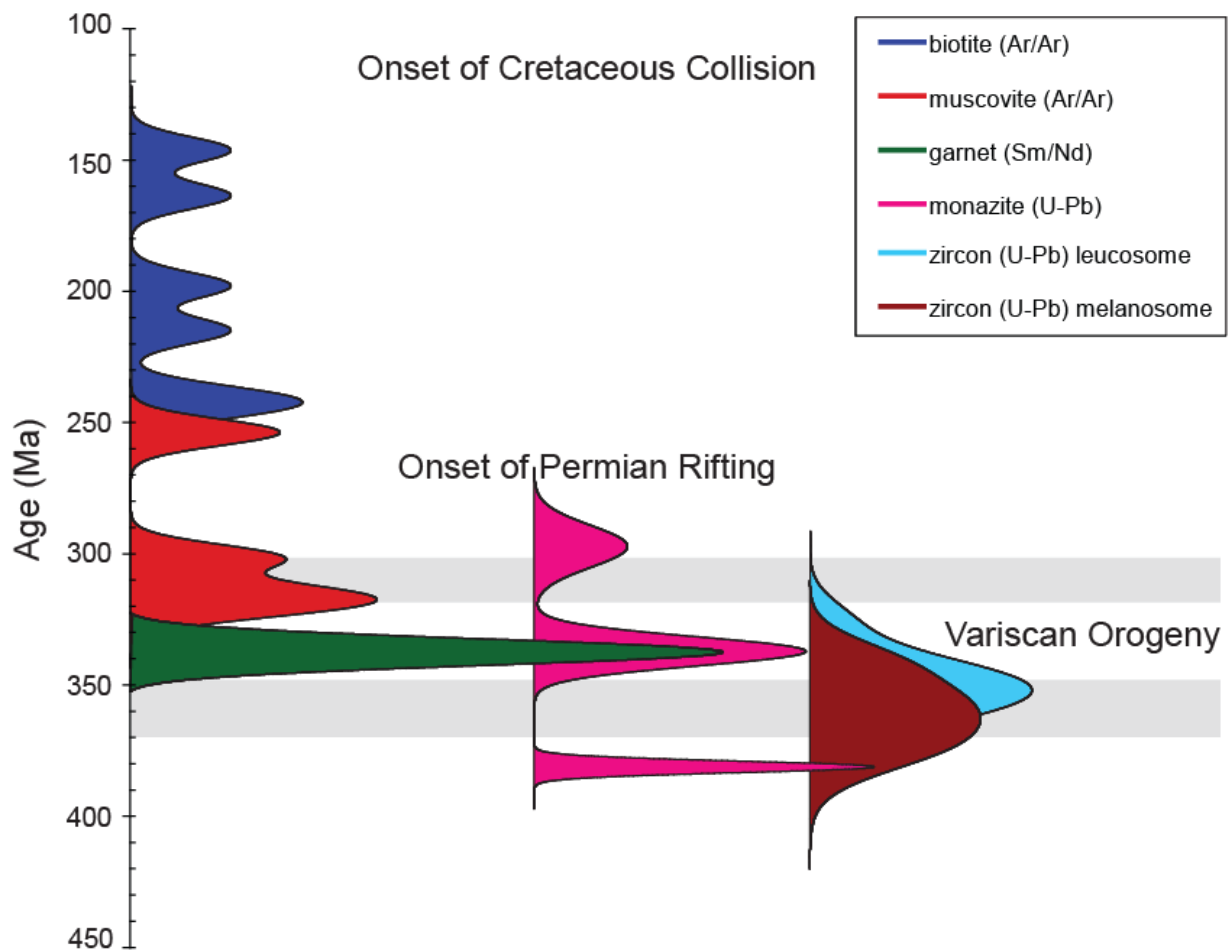 100
150
200
250
300
350
400
450
Age (Ma)
Onset of Cretaceous Collision
Onset of Permian Rifting
Variscan Orogeny
biotite (Ar/Ar)
muscovite (Ar/Ar)
garnet (Sm/Nd)
monazite (U-Pb)
zircon (U-Pb) leucosome
zircon (U-Pb) melanosome